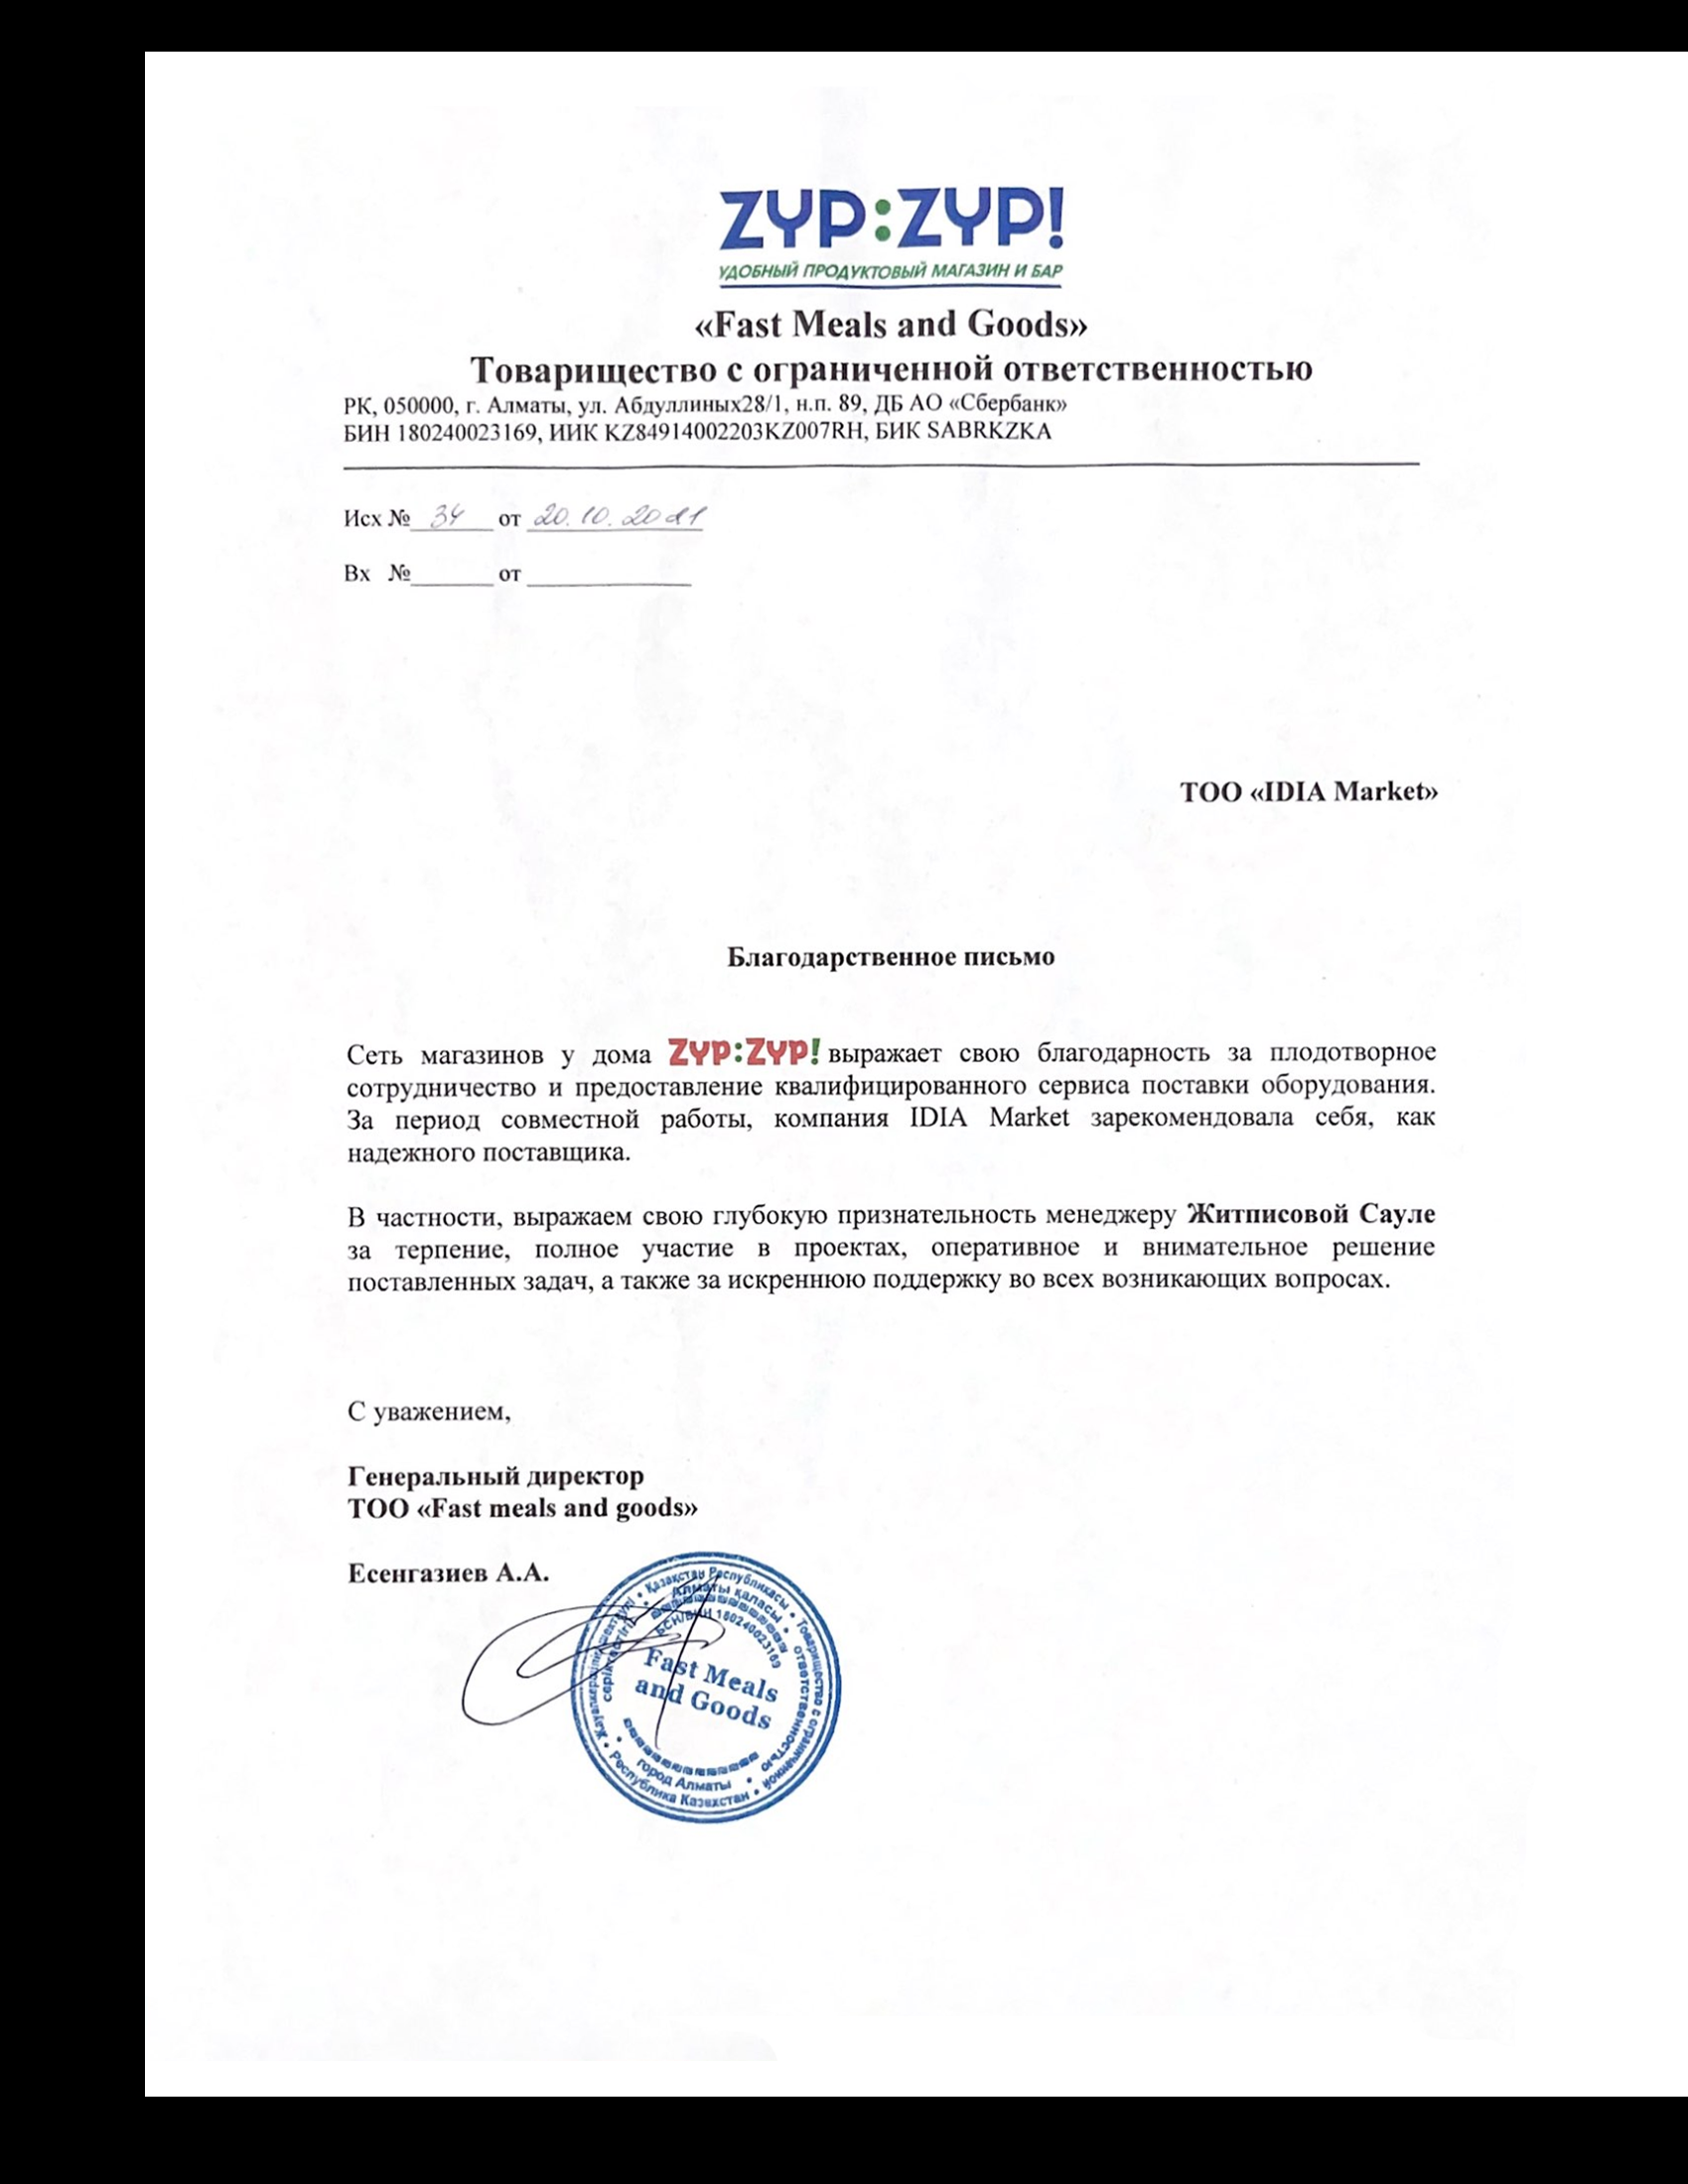 ZYP:ZYP!
УДОБНЫЙ ПРОДУКТОВЫЙ МАГАЗИН И БАР
«Fast Meals and Goods»
Товарищество с ограниченной ответственностью
РК, 050000, г. Алматы, ул. Абдуллиных28/1, н.п. 89, ДБ АО «Сбербанк»
БИН 180240023169, ИИК KZ84914002203KZ007RH, БИК SABRKZKA
Исх № 34 от 20.10.2021
Вх № от
ТОО «IDIA Market»
Благодарственное письмо
Сеть магазинов у дома ZYP:ZYP! выражает свою благодарность за плодотворное
сотрудничество и предоставление квалифицированного сервиса поставки оборудования.
За период совместной работы, компания IDIA Market зарекомендовала себя, как
надежного поставщика.
В частности, выражаем свою глубокую признательность менеджеру Житписовой Сауле
за терпение, полное участие в проектах, оперативное и внимательное решение
поставленных задач, а также за искреннюю поддержку во всех возникающих вопросах.
С уважением,
Генеральный директор
ТОО «Fast meals and goods»
Есенгазиев А.А.
Қазақстан Республикасы • Товарищество с ограниченной
Алматы қаласы • ответственностью
БСН/БИН 180240023169
Fast Meals
and Goods
город Алматы
Республика Казахстан